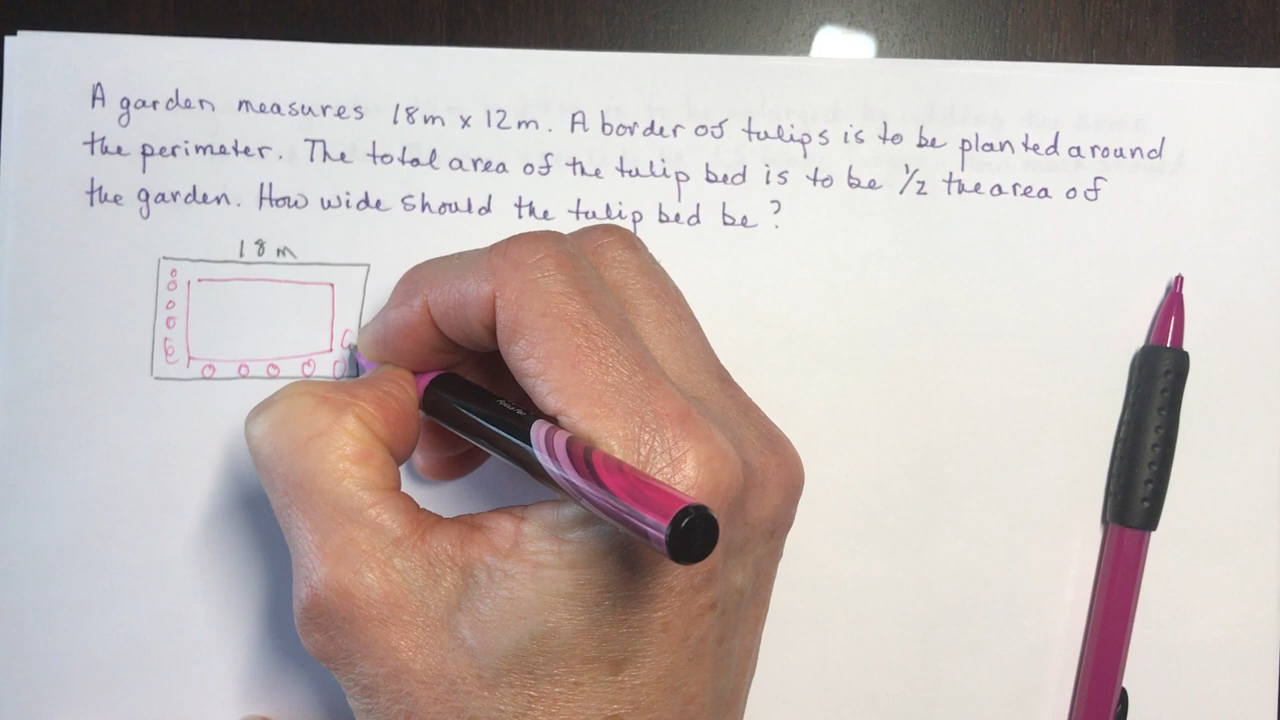 A garden measures 18m x 12m. A border of tulips is to be planted around
the perimeter. The total area of the tulip bed is to be 1/2 the area of
the garden. How wide should the tulip bed be?
18m